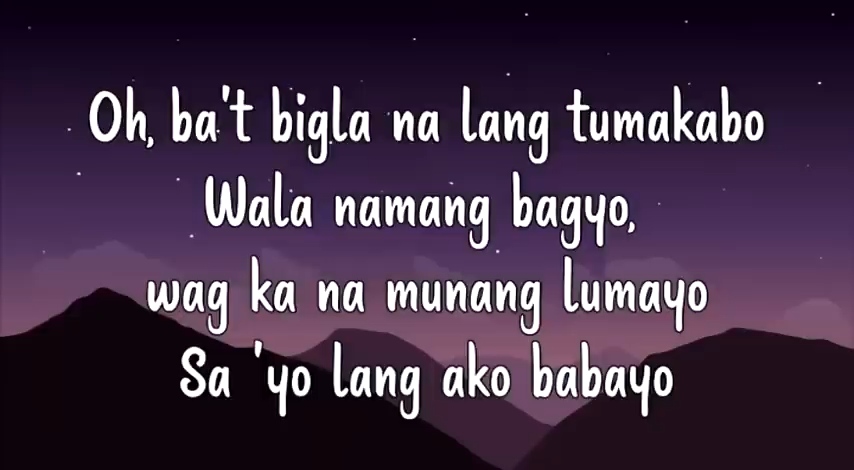 Oh, ba't bigla na lang tumakabo
Wala namang bagyo,
wag ka na munang lumayo
Sa 'yo lang ako babayo